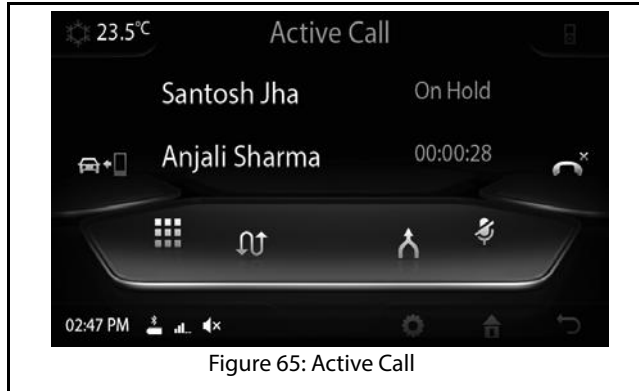 23.5°C Active Call
Santosh Jha On Hold
Anjali Sharma 00:00:28
02:47 PM
Figure 65: Active Call